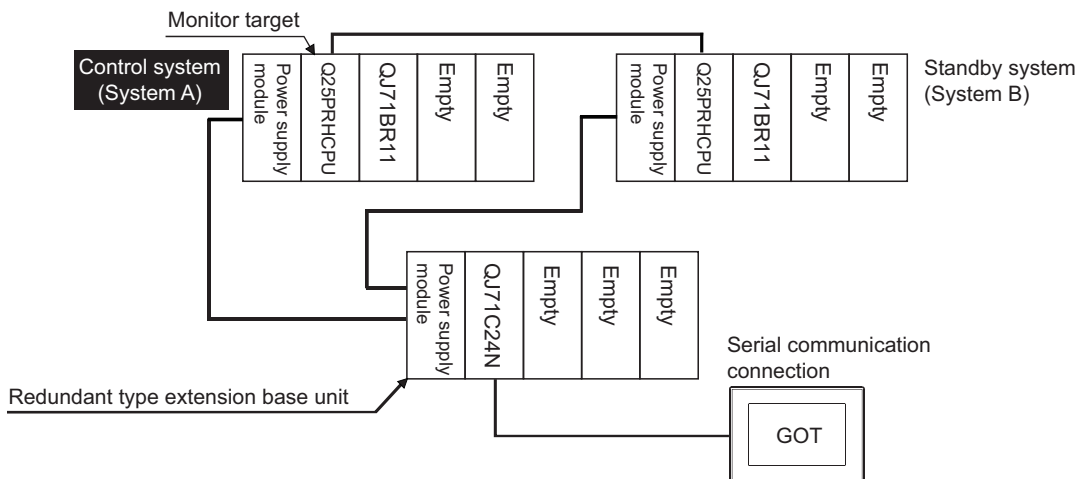 Monitor target
Control system
(System A)
Power supply
module
Q25PRHCPU
QJ71BR11
Empty
Empty
Power supply
module
Q25PRHCPU
QJ71BR11
Empty
Empty
Standby system
(System B)
Power supply
module
QJ71C24N
Empty
Empty
Empty
Serial communication
connection
Redundant type extension base unit
GOT